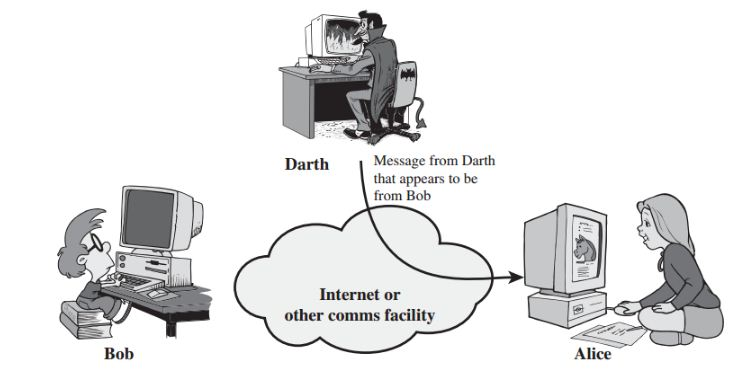 Darth
Message from Darth
that appears to be
from Bob
Internet or
other comms facility
Bob
Alice